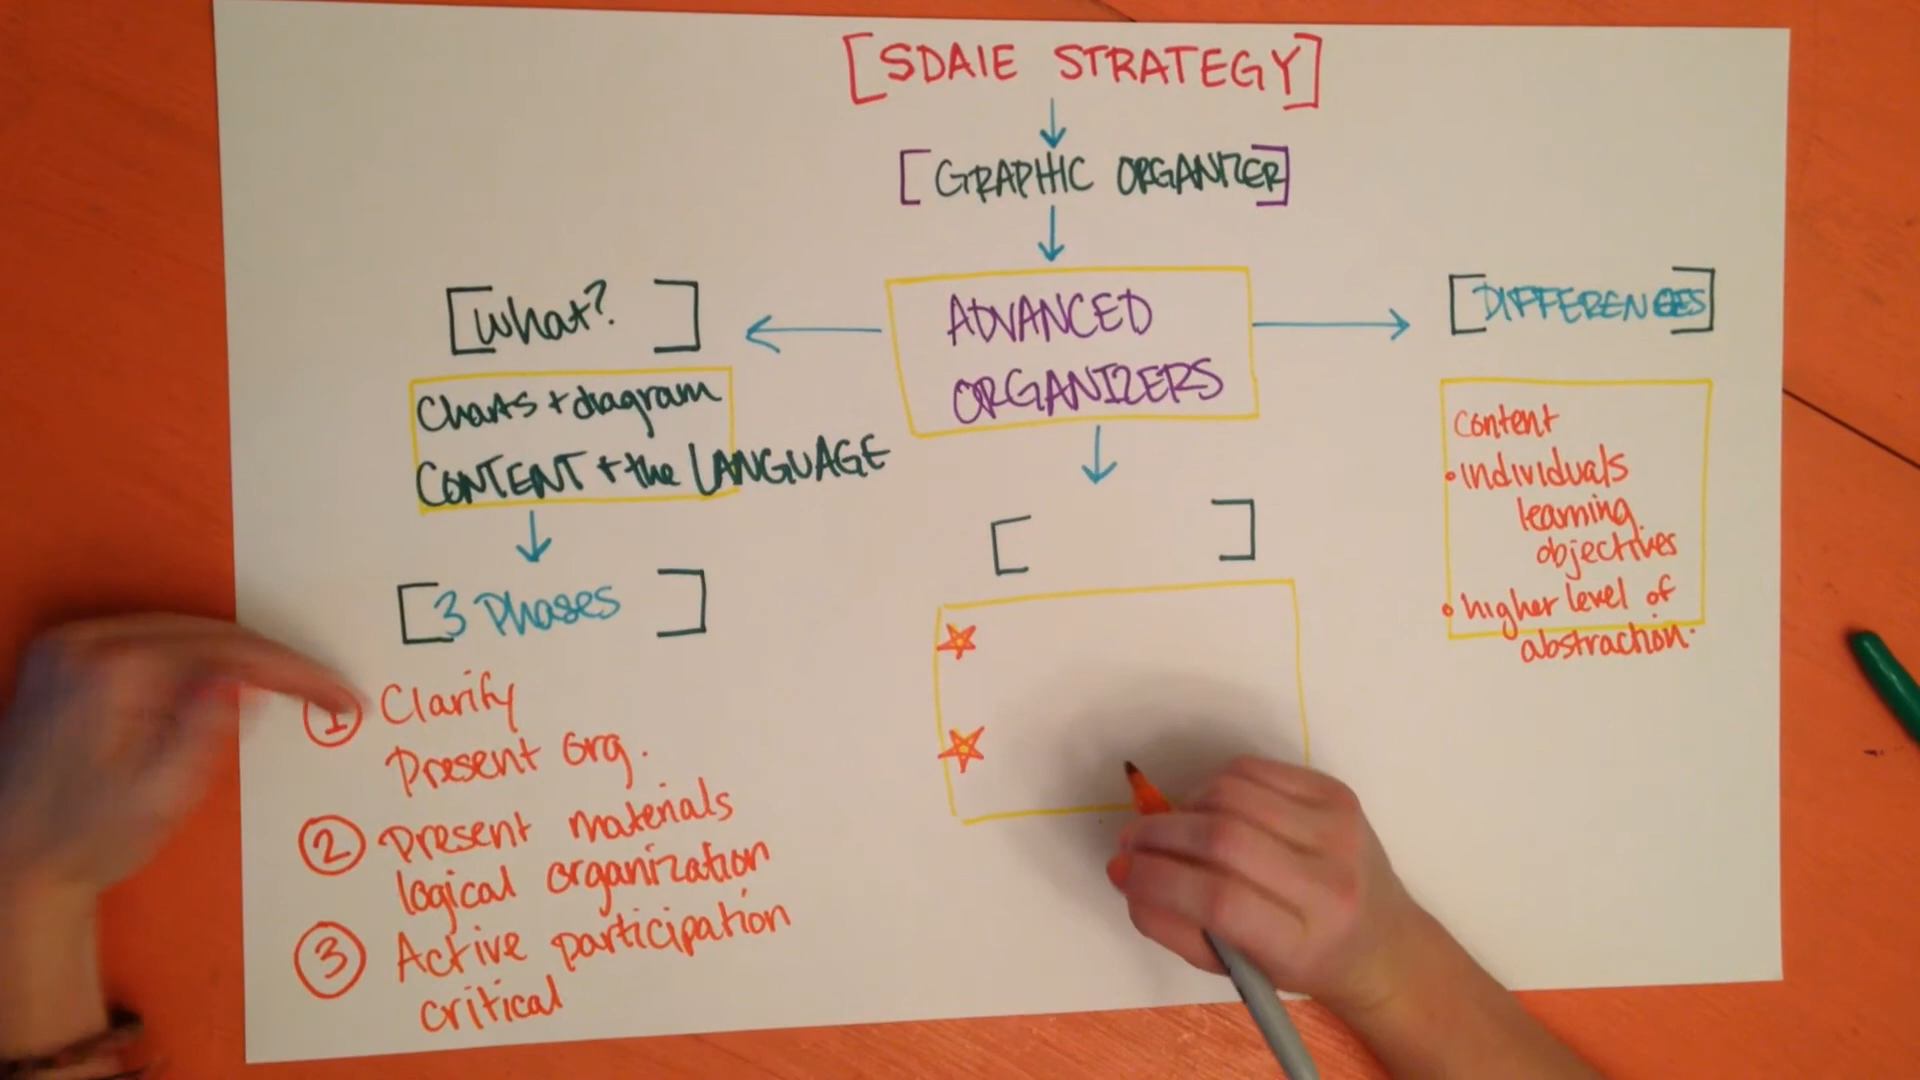 [SDAIE STRATEGY]
[GRAPHIC ORGANIZER]
ADVANCED
ORGANIZERS
[What? ]
Charts + diagram
CONTENT + the LANGUAGE
[3 Phases ]
① Clarify
Present org.
② Present materials
logical organization
③ Active participation
critical
[ ]
[DIFFERENCES]
Content
• individuals
learning
objectives
• higher level of
abstraction.